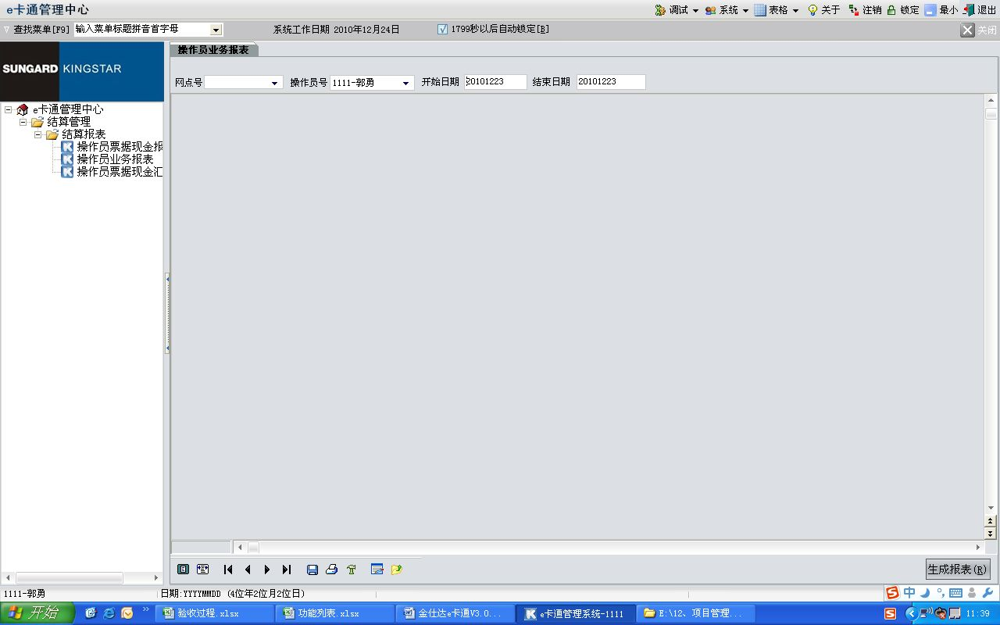 e卡通管理中心
调试 系统 表格 关于 注销 锁定 最小 退出
查找菜单[F9] 输入菜单标题拼音首字母 系统工作日期 2010年12月24日 1799秒以后自动锁定[B] 关闭
SUNGARD KINGSTAR
操作员业务报表
网点号 操作员号 1111-郭勇 开始日期 20101223 结束日期 20101223
e卡通管理中心
结算管理
结算报表
操作员票据现金报
操作员业务报表
操作员票据现金汇
生成报表(R)
1111-郭勇 日期:YYYYMMDD (4位年2位月2位日)
中
开始 验收过程.xlsx 功能列表.xlsx 金仕达e卡通V3.0... e卡通管理系统-1111 E:\12、项目管理... 11:39